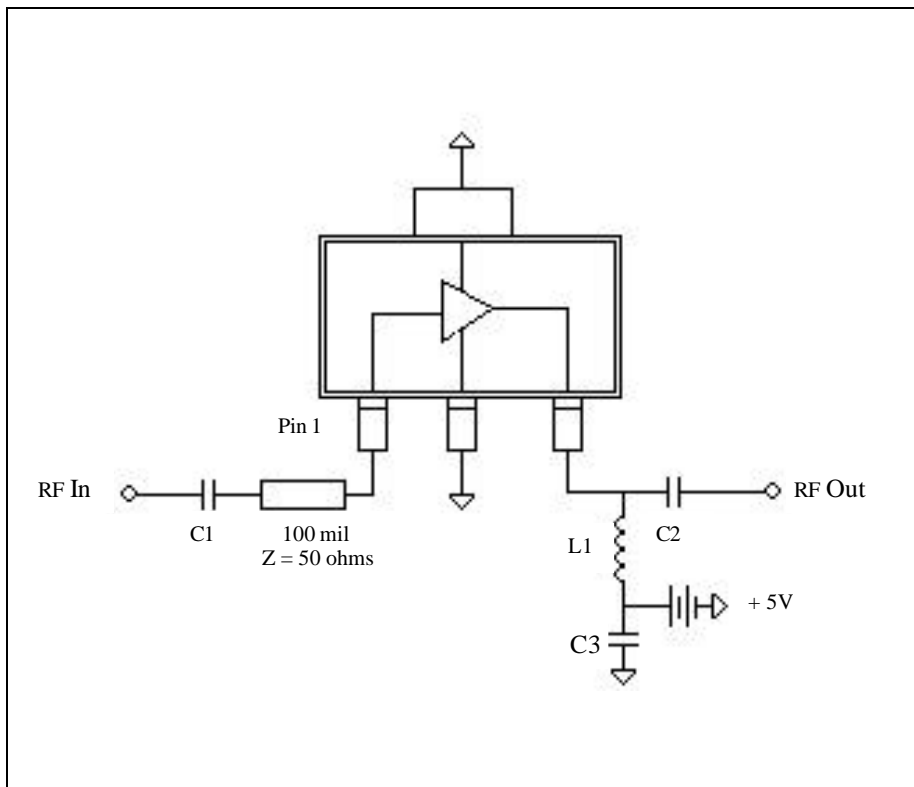 Pin 1
RF In
RF Out
C1
100 mil
Z = 50 ohms
L1
C2
+ 5V
C3